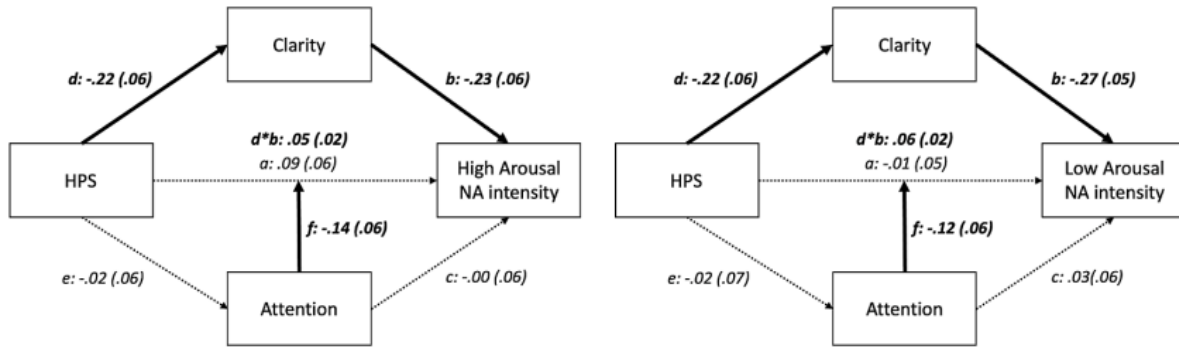 Clarity
d: -.22 (.06)
b: -.23 (.06)
d*b: .05 (.02)
a: .09 (.06)
HPS
High Arousal
NA intensity
f: -.14 (.06)
e: -.02 (.06)
c: -.00 (.06)
Attention
Clarity
d: -.22 (.06)
b: -.27 (.05)
d*b: .06 (.02)
a: -.01 (.05)
HPS
Low Arousal
NA intensity
f: -.12 (.06)
e: -.02 (.07)
c: .03(.06)
Attention